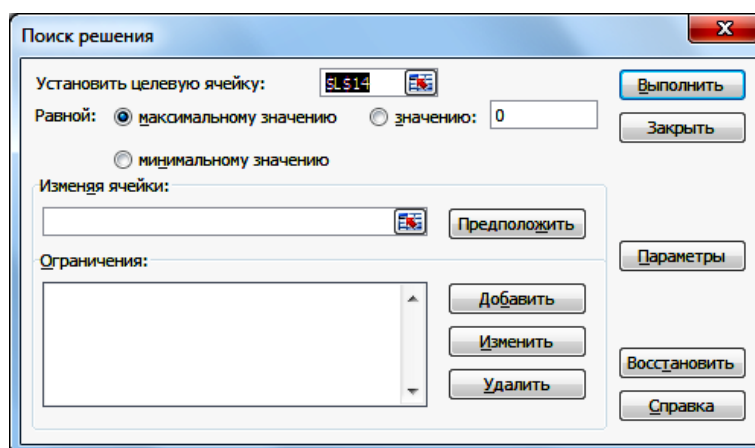 Поиск решения
X
Установить целевую ячейку: $L$14
Выполнить
Равной: максимальному значению значению: 0
Закрыть
минимальному значению
Изменяя ячейки:
Предположить
Параметры
Ограничения:
Добавить
Изменить
Удалить
Восстановить
Справка